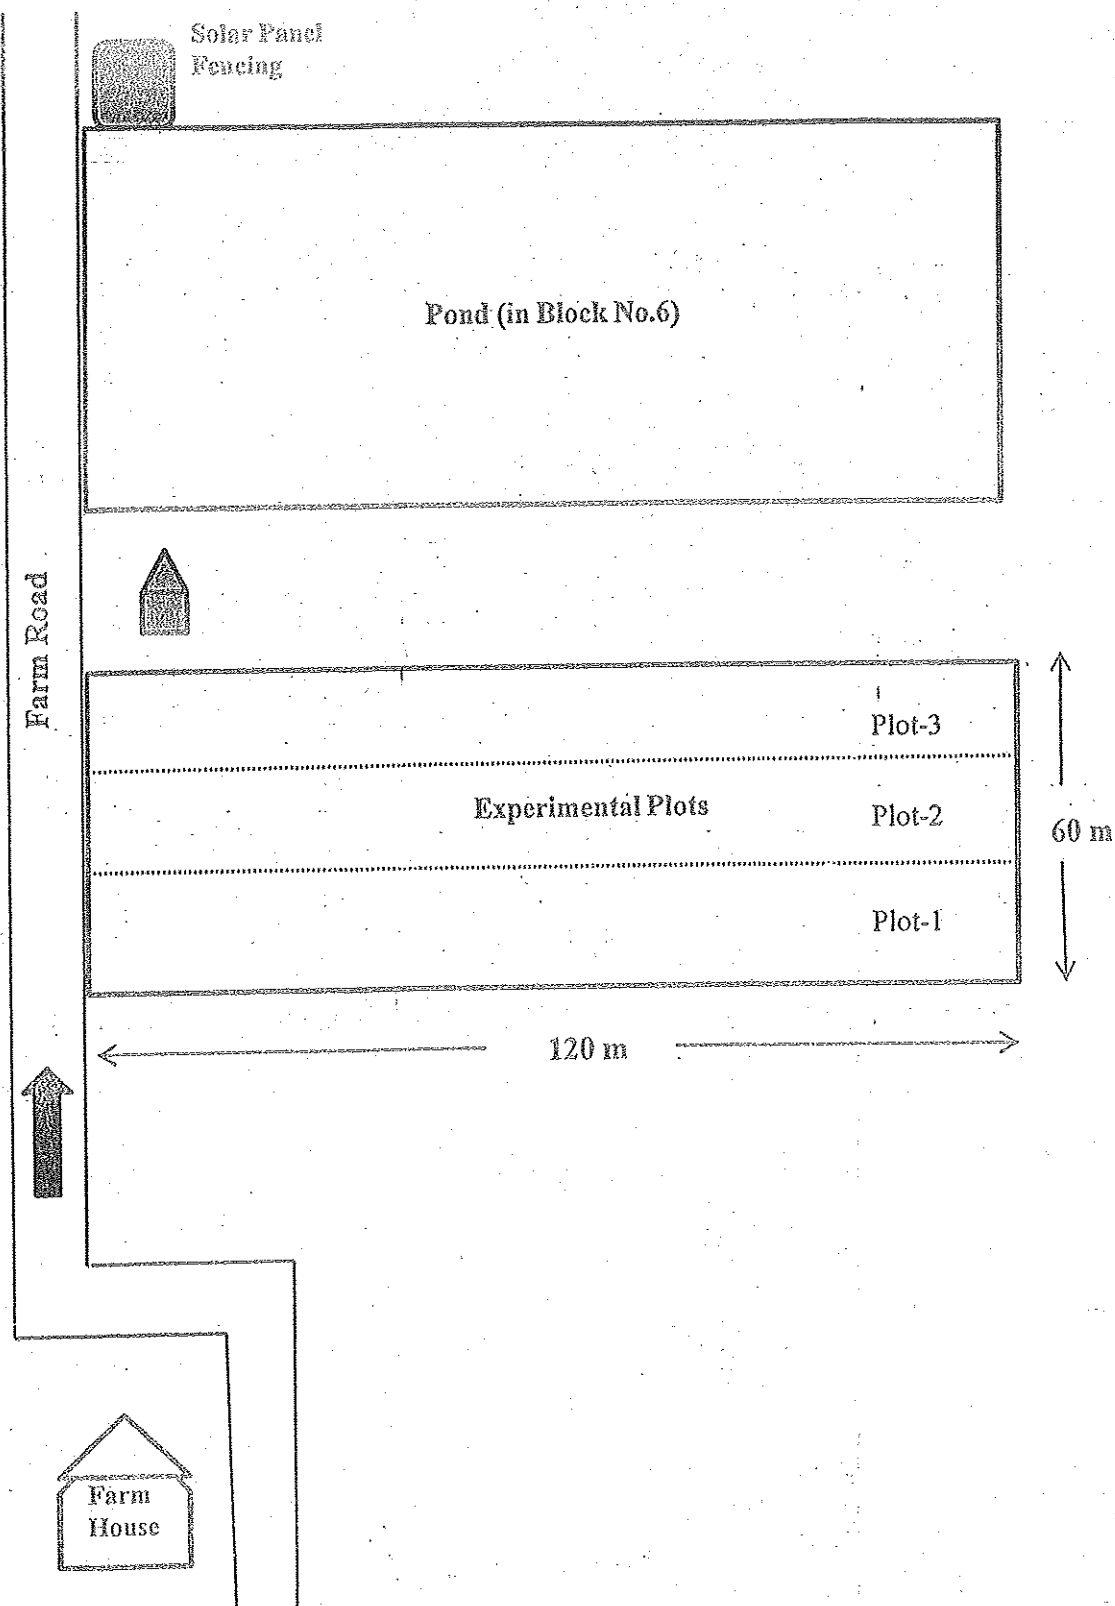 Solar Panel
Fencing
Pond (in Block No.6)
Farm Road
Plot-3
Experimental Plots
Plot-2
60 m
Plot-1
120 m
Farm
House